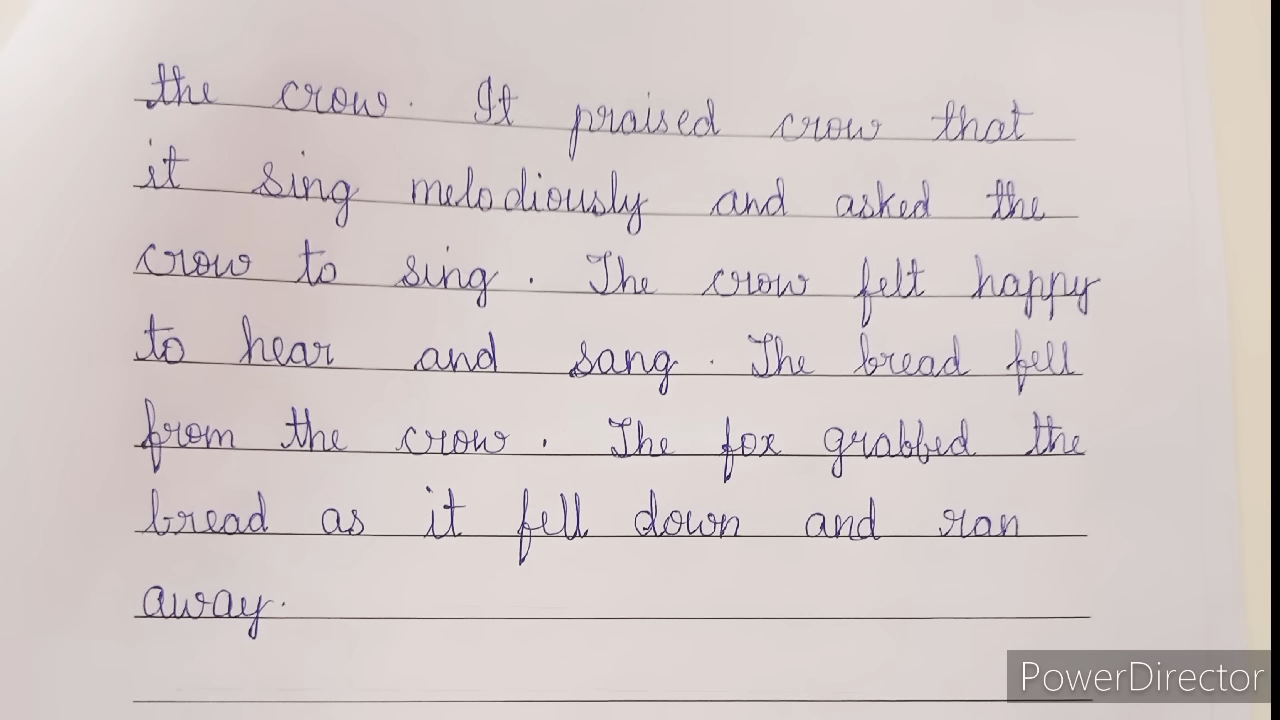 the crow. It praised crow that
it sing melodiously and asked the
crow to sing. The crow felt happy
to hear and sang. The bread fell
from the crow. The fox grabbed the
bread as it fell down and ran
away.
PowerDirector